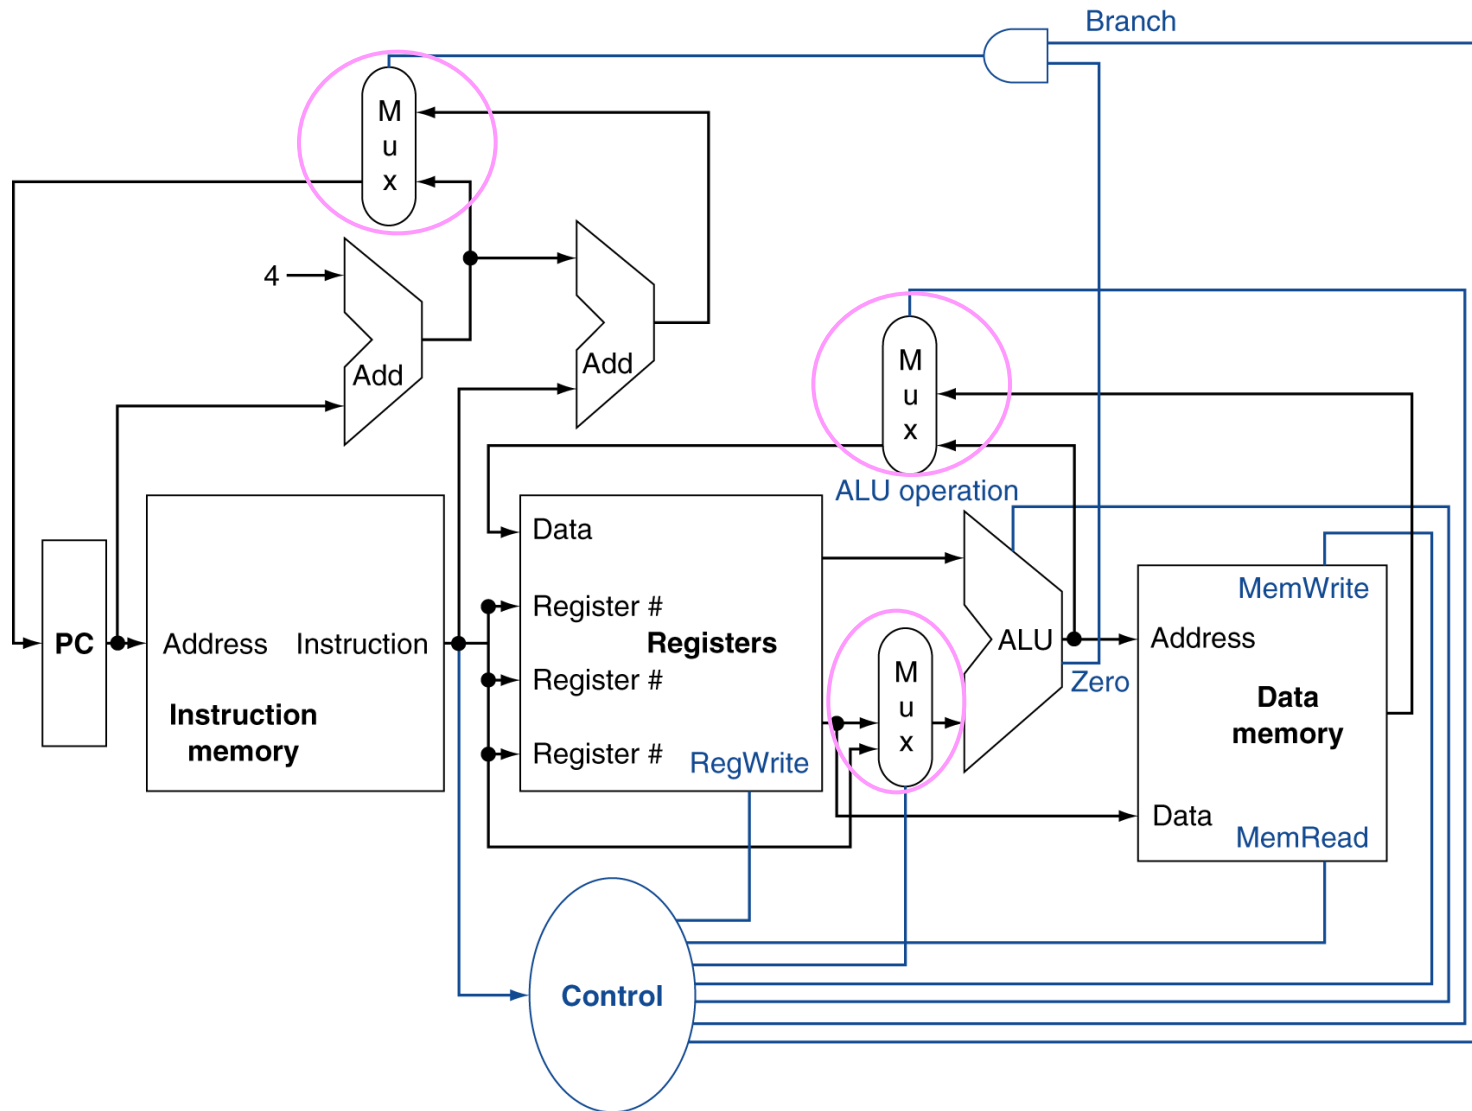 Branch
M
u
x
4
Add
Add
M
u
x
ALU operation
Data
Register #
Registers
Register #
Register #
RegWrite
PC
Address
Instruction
Instruction
memory
M
u
x
ALU
Zero
MemWrite
Address
Data
memory
Data
MemRead
Control